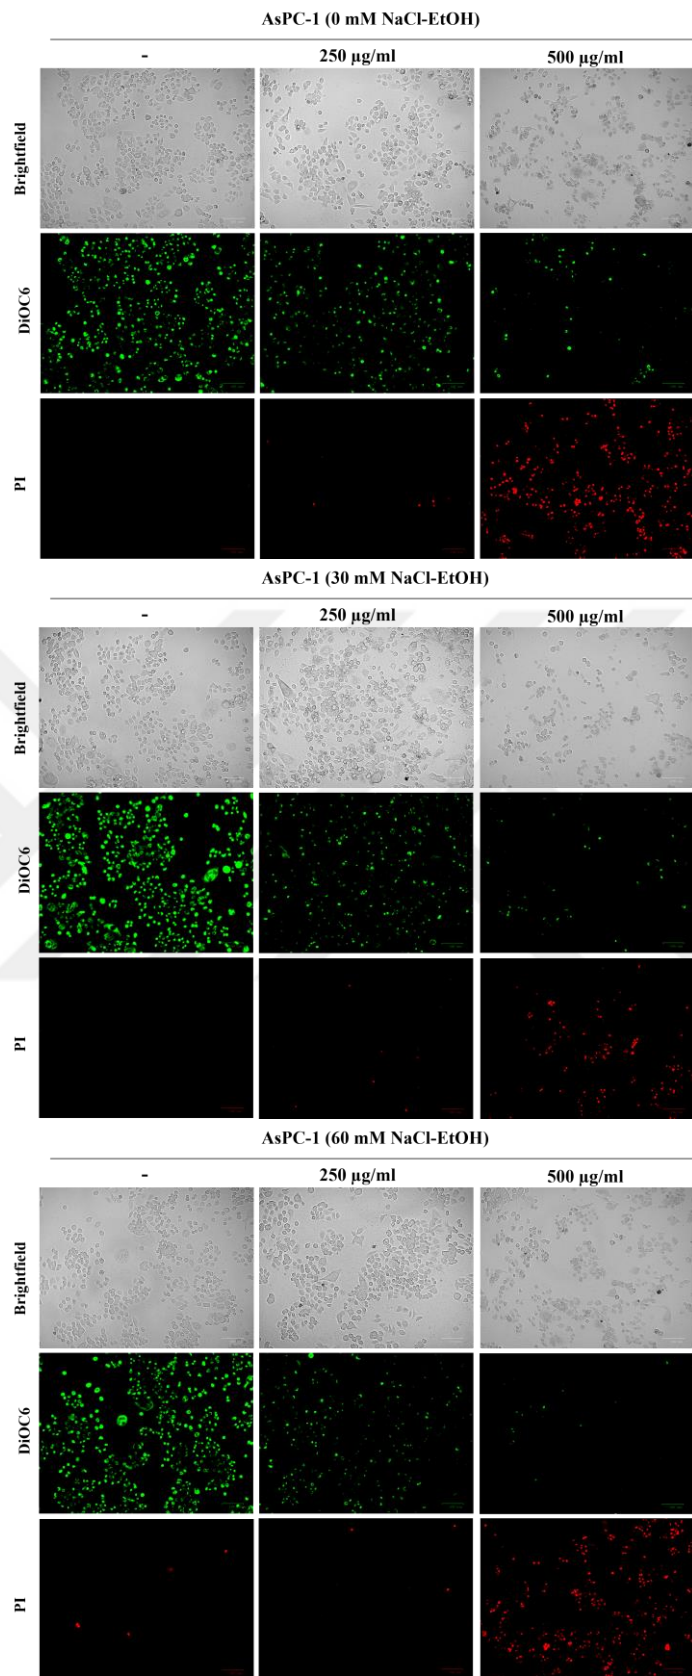 AsPC-1 (0 mM NaCl-EtOH)
- 250 µg/ml 500 µg/ml
Brightfield
DiOC6
PI
AsPC-1 (30 mM NaCl-EtOH)
- 250 µg/ml 500 µg/ml
Brightfield
DiOC6
PI
AsPC-1 (60 mM NaCl-EtOH)
- 250 µg/ml 500 µg/ml
Brightfield
DiOC6
PI